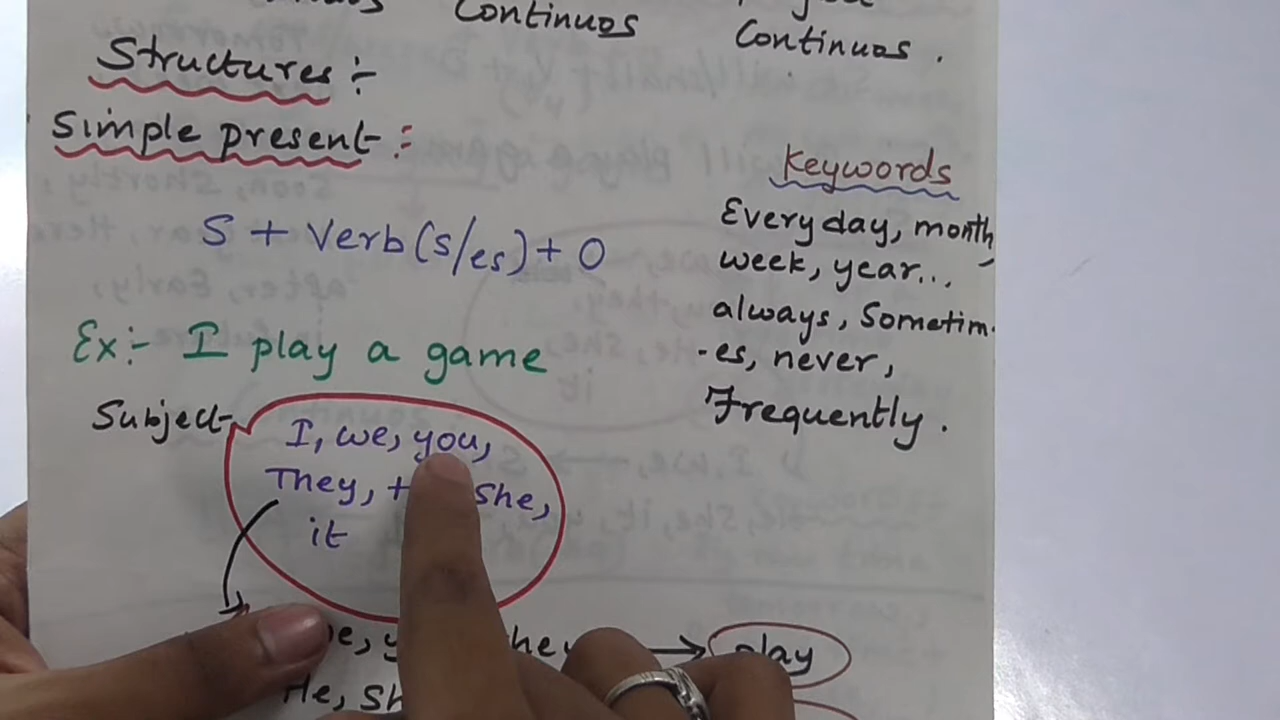 Continuos
Continuos.
Structures :-
Simple present :-
Keywords
S + Verb (s/es) + O
Every day, month,
week, year...
always, Sometim-
-es, never,
Frequently.
Ex:- I play a game
Subject
I, we, you,
They, she,
it
play
He,